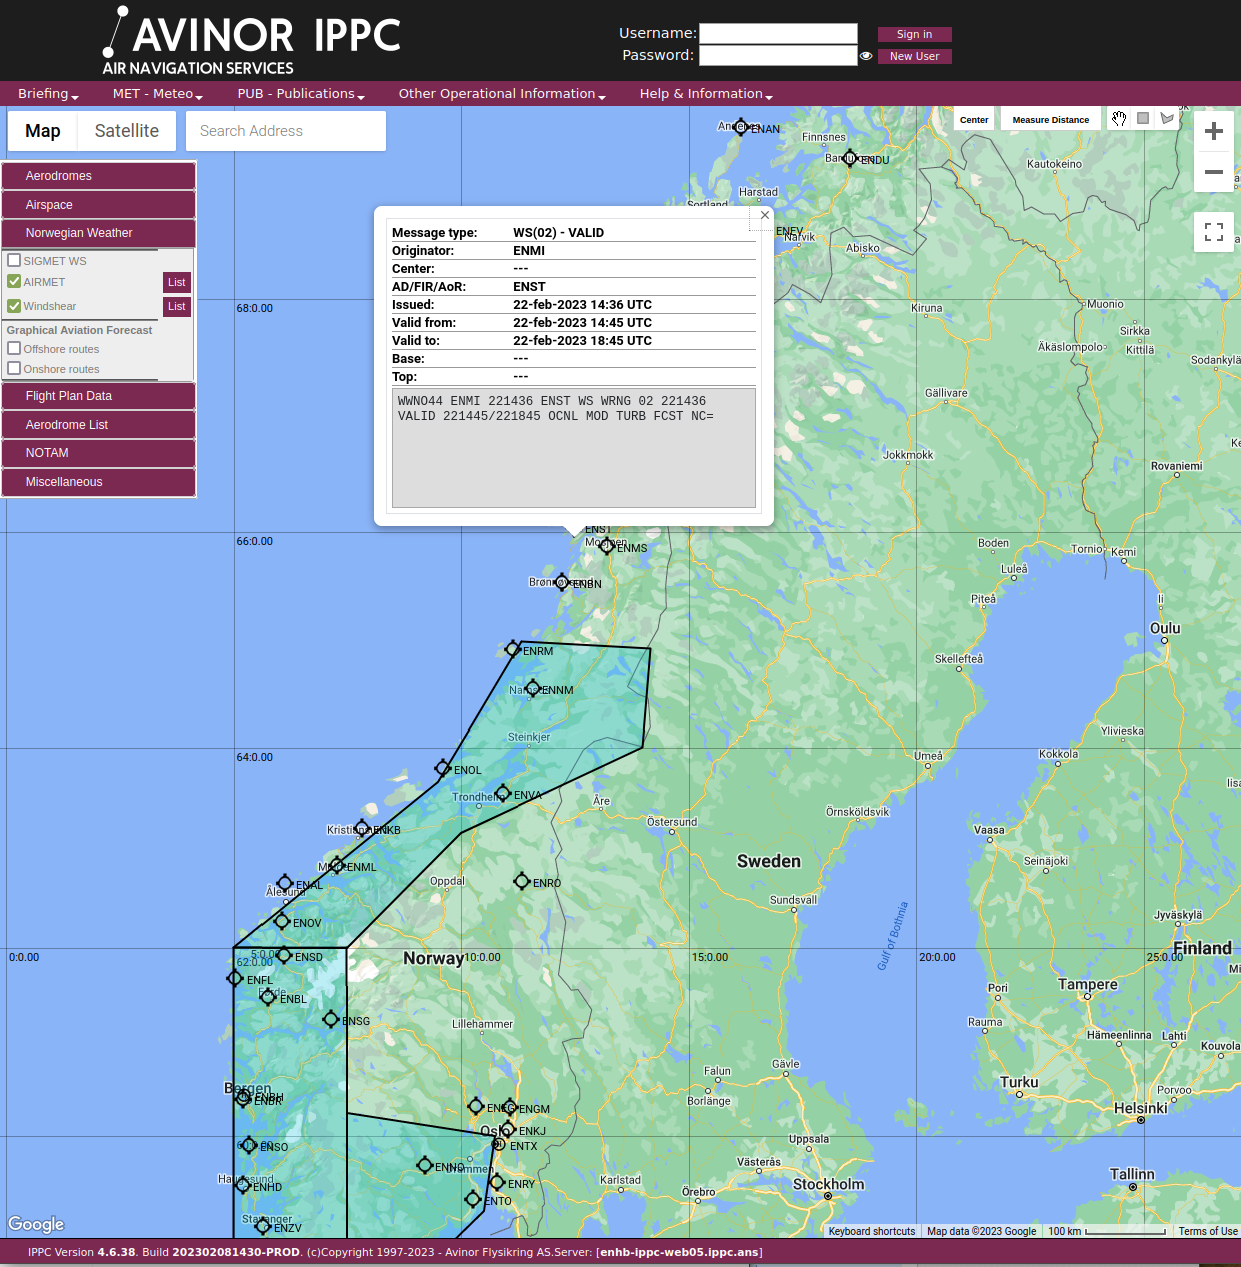 AVINOR IPPC
AIR NAVIGATION SERVICES
Username:
Sign in
Password:
New User
Briefing
MET - Meteo
PUB - Publications
Other Operational Information
Help & Information
Map
Satellite
Search Address
Center
Measure Distance
Aerodromes
Airspace
Norwegian Weather
SIGMET WS
AIRMET
List
Windshear
List
Graphical Aviation Forecast
Offshore routes
Onshore routes
Flight Plan Data
Aerodrome List
NOTAM
Miscellaneous
Message type: WS(02) - VALID
Originator: ENMI
Center: ---
AD/FIR/AoR: ENST
Issued: 22-feb-2023 14:36 UTC
Valid from: 22-feb-2023 14:45 UTC
Valid to: 22-feb-2023 18:45 UTC
Base: ---
Top: ---
WWNO44 ENMI 221436 ENST WS WRNG 02 221436
VALID 221445/221845 OCNL MOD TURB FCST NC=
ENAN
Finnsnes
ENDU
Kautokeino
Harstad
Sortland
ENEV
Narvik
Abisko
68:0.00
Kiruna
Muonio
Sirkka
Äkäslompolo
Kittilä
Sodankylä
Gällivare
Jokkmokk
Rovaniemi
ENST
66:0.00
Mosjøen
ENMS
Boden
Tornio
Kemi
Luleå
ENBN
Piteå
Ii
Oulu
ENRM
Skellefteå
ENNM
Steinkjer
Ylivieska
64:0.00
Kokkola
Umeå
ENOL
Trondheim
ENVA
Åre
Örnsköldsvik
Östersund
Kristiansund
ENKB
Vaasa
Sweden
Seinäjoki
ENML
Oppdal
ENRO
ENAL
Ålesund
Sundsvall
Jyväskylä
ENOV
Gulf of Bothnia
Finland
0:0.00
5:0.00
62:0.00
ENSD
Norway
10:0.00
15:0.00
20:0.00
25:0.00
ENFL
Førde
ENBL
Pori
Tampere
ENSG
Lillehammer
Rauma
Hämeenlinna
Lahti
Kouvola
Gävle
Falun
Bergen
ENBH
ENBR
Borlänge
Turku
Porvoo
ENEG
ENGM
Helsinki
Oslo
ENKJ
ENTX
60:0.00
ENSO
Uppsala
ENNO
Drammen
Västerås
Tallinn
Haugesund
ENHD
ENRY
Karlstad
Stockholm
ENTO
Örebro
Stavanger
ENZV
Google
Keyboard shortcuts
Map data ©2023 Google
100 km
Terms of Use
IPPC Version 4.6.38. Build 202302081430-PROD. (c)Copyright 1997-2023 - Avinor Flysikring AS.Server: [enhb-ippc-web05.ippc.ans]